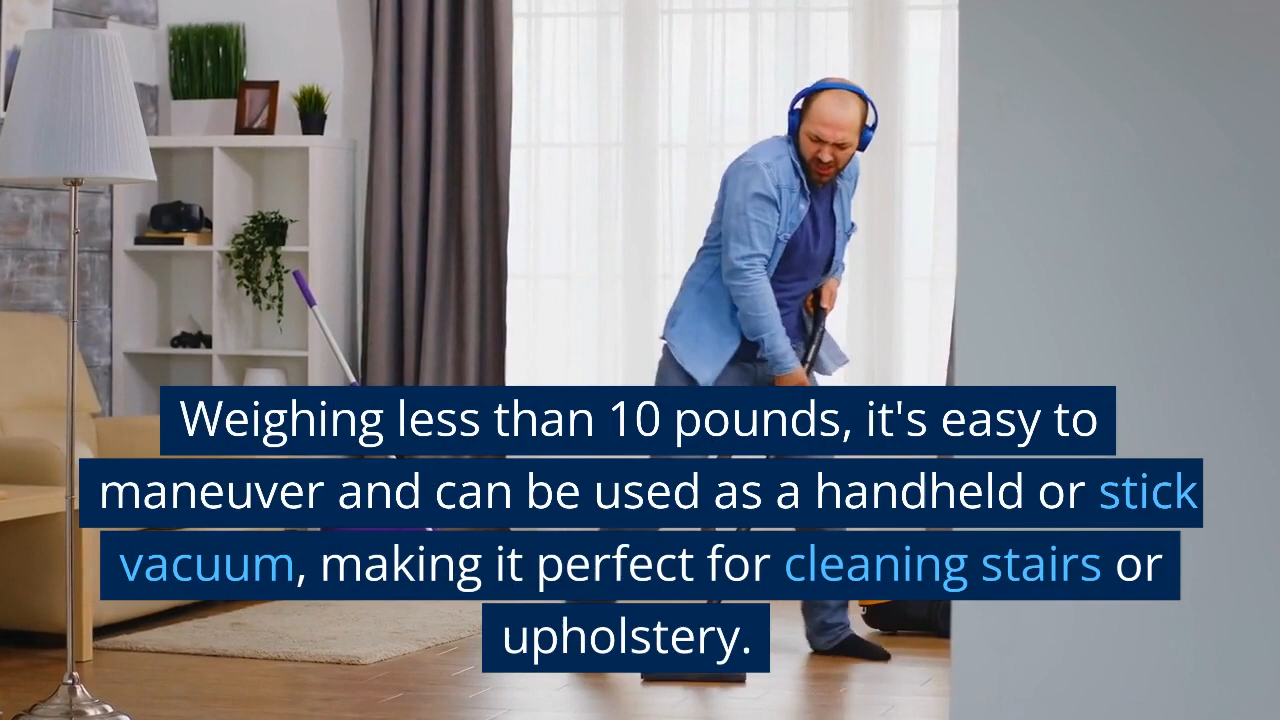 Weighing less than 10 pounds, it's easy to
maneuver and can be used as a handheld or stick
vacuum, making it perfect for cleaning stairs or
upholstery.